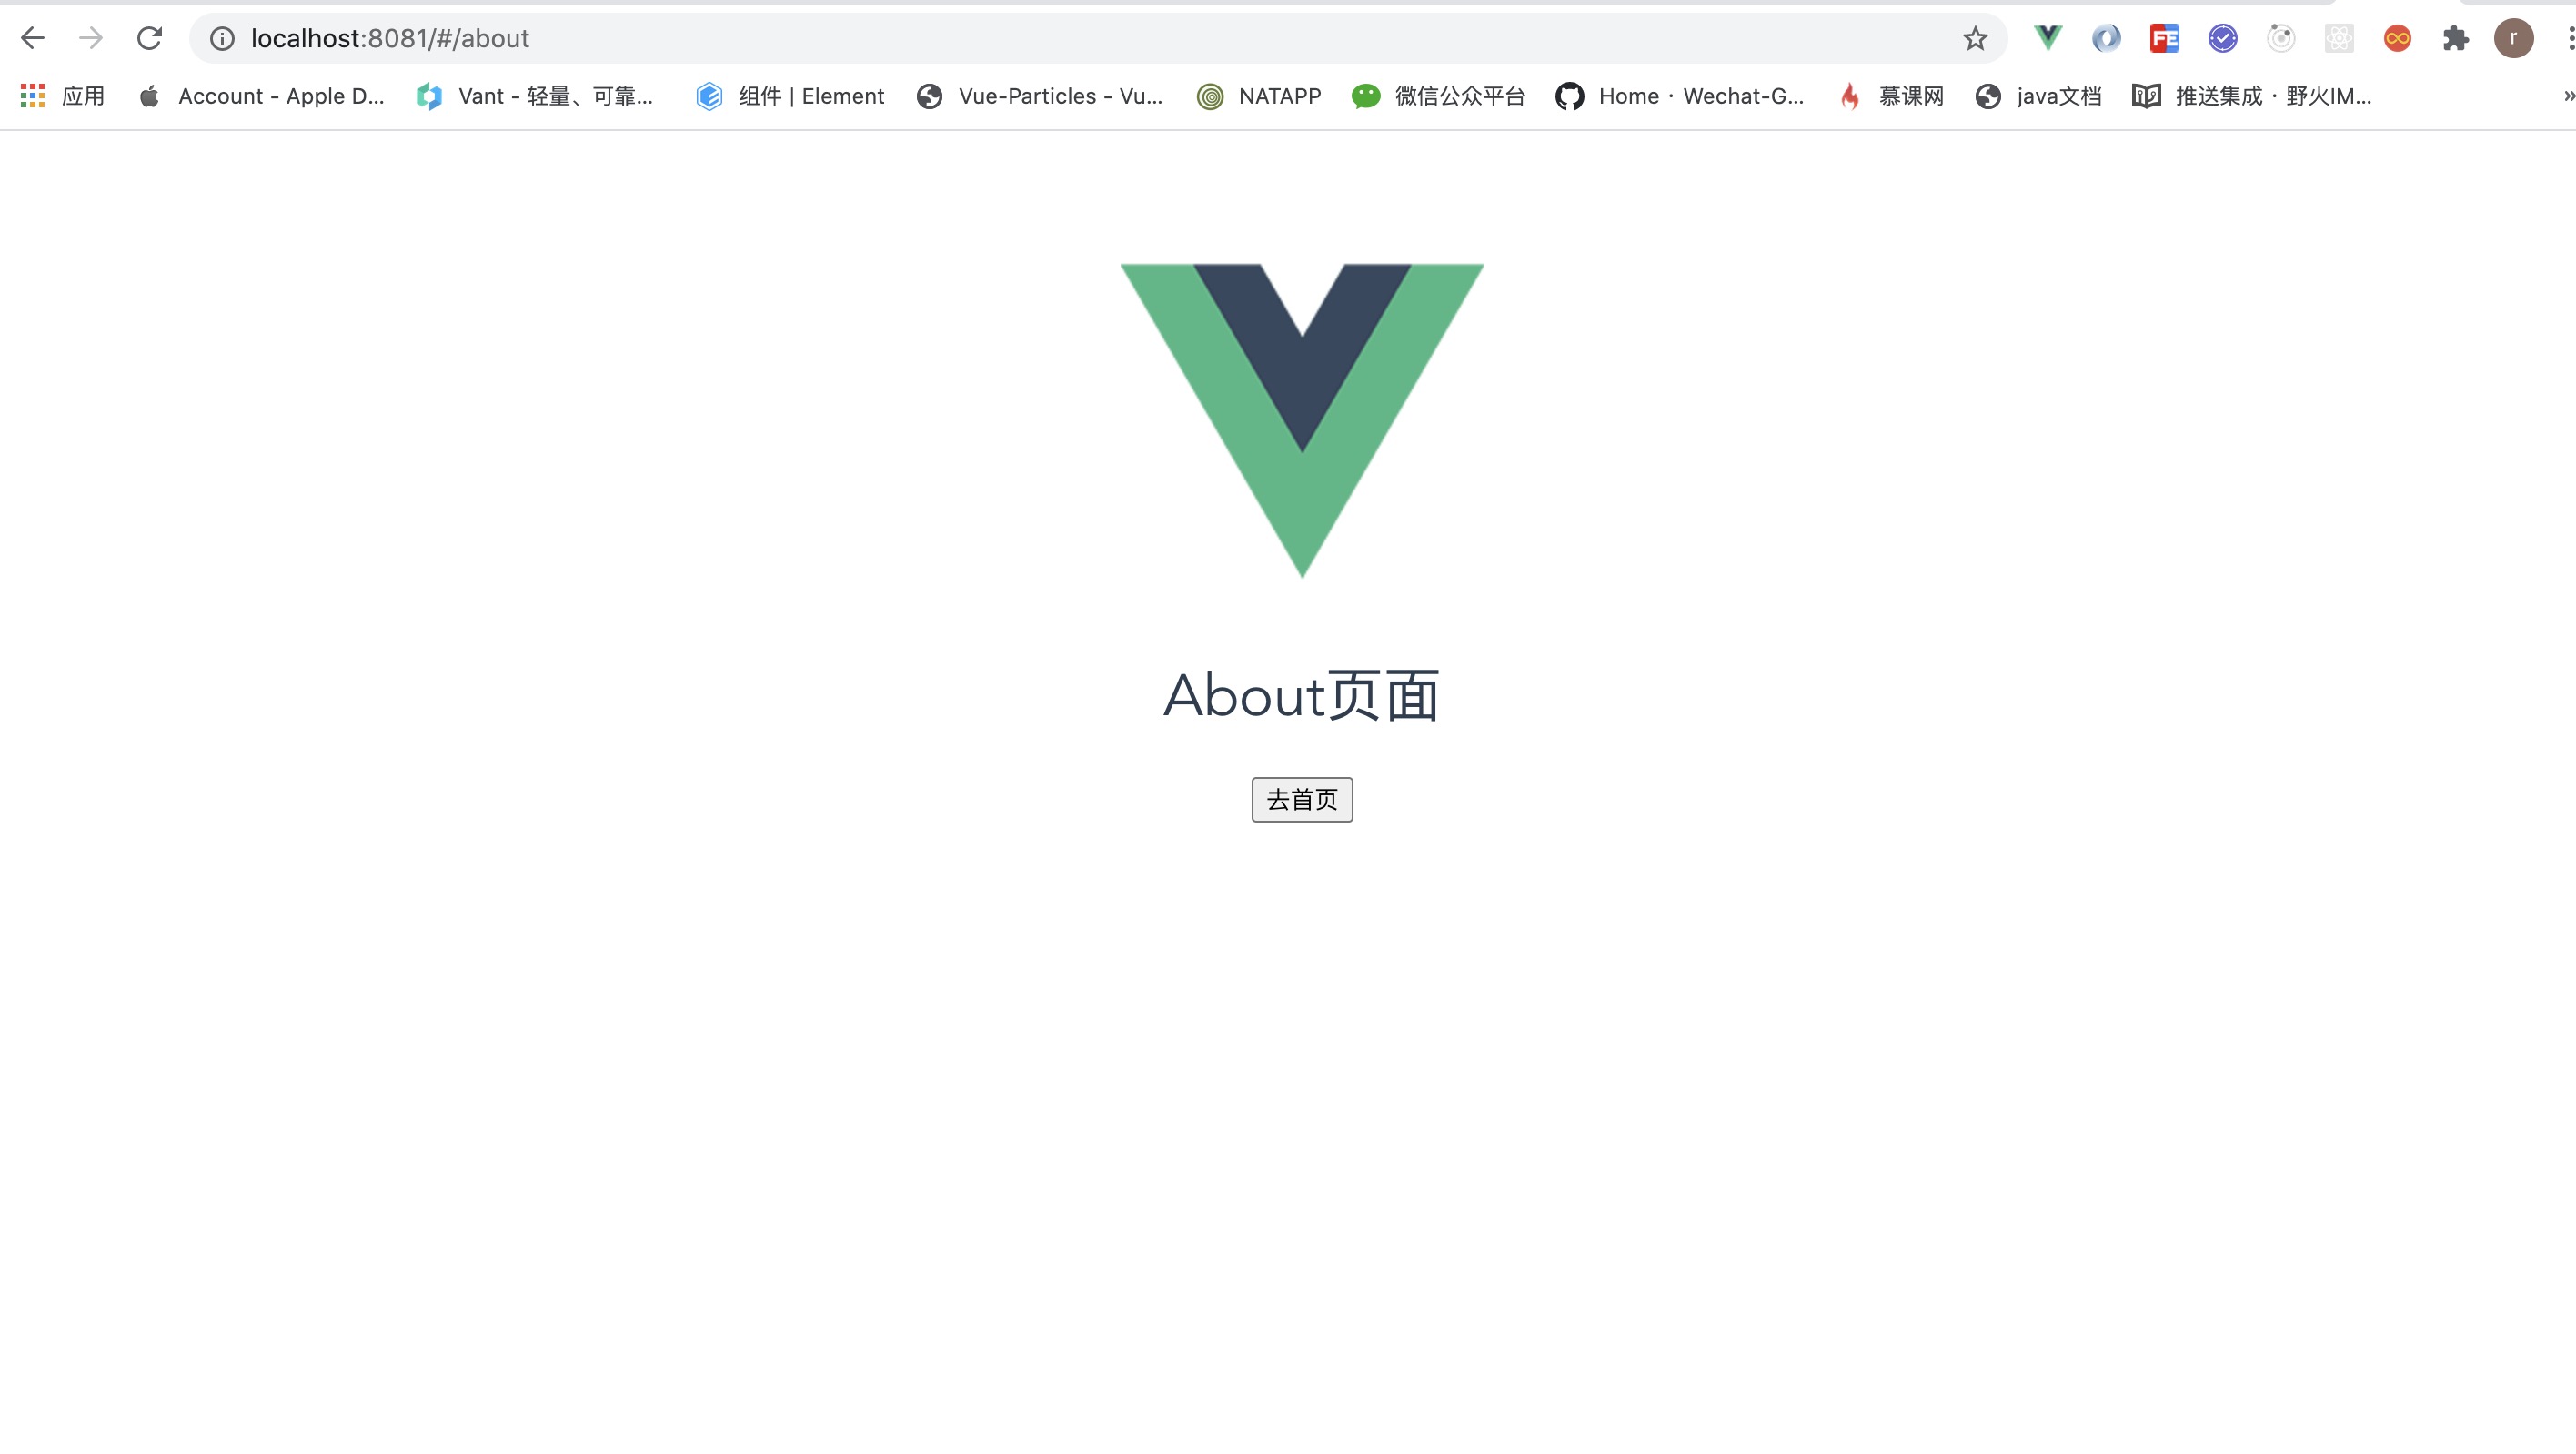 localhost:8081/#/about
FE
r
应用 Account - Apple D... Vant - 轻量、可靠... 组件 | Element Vue-Particles - Vu... NATAPP 微信公众平台 Home · Wechat-G... 慕课网 java文档 推送集成 · 野火IM... »
About页面
去首页